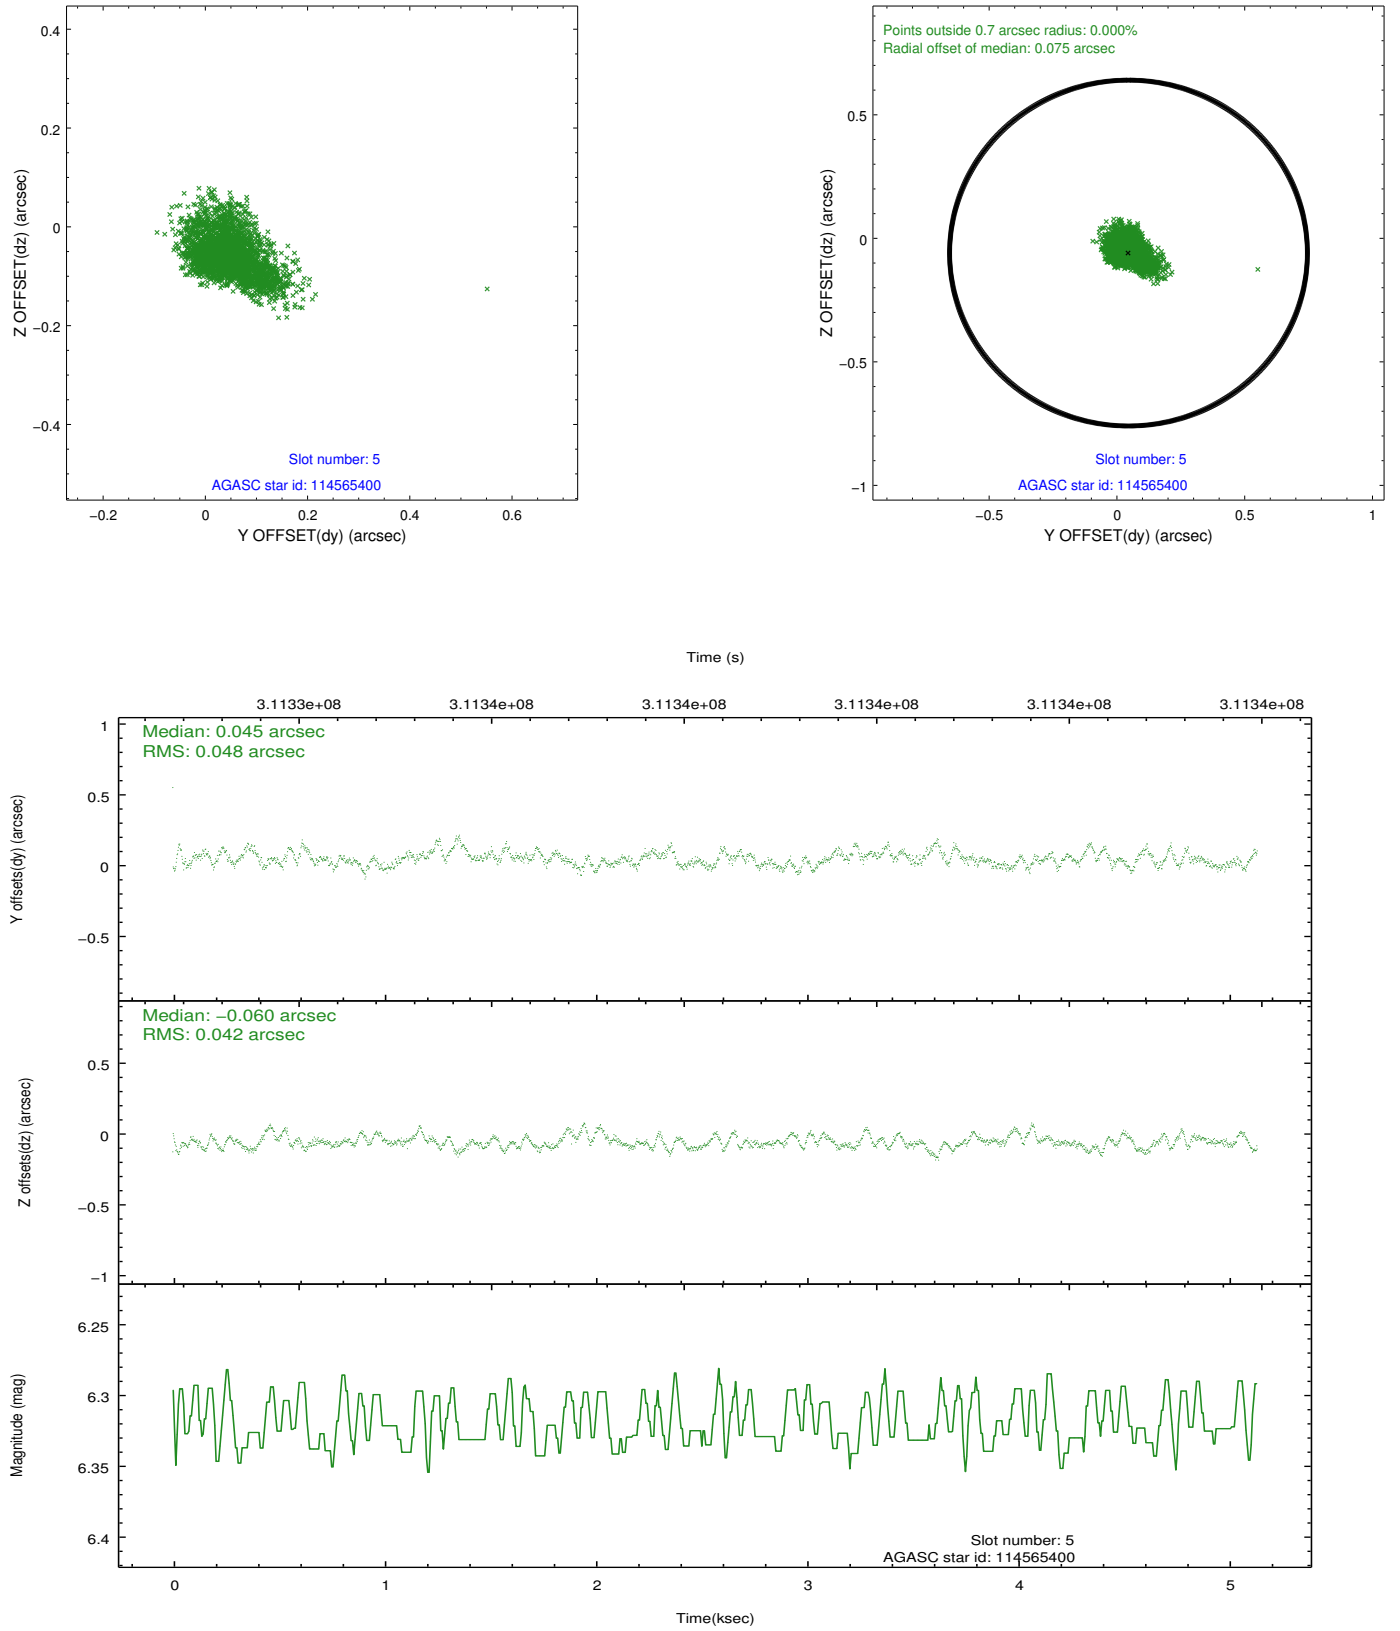 0.4
0.2
0
−0.2
−0.4
Z OFFSET(dz) (arcsec)
Slot number: 5
AGASC star id: 114565400
−0.2 0 0.2 0.4 0.6
Y OFFSET(dy) (arcsec)
Points outside 0.7 arcsec radius: 0.000%
Radial offset of median: 0.075 arcsec
0.5
0
−0.5
−1
Z OFFSET(dz) (arcsec)
Slot number: 5
AGASC star id: 114565400
−0.5 0 0.5 1
Y OFFSET(dy) (arcsec)
Time (s)
3.1133e+08 3.1134e+08 3.1134e+08 3.1134e+08 3.1134e+08 3.1134e+08
Median: 0.045 arcsec
RMS: 0.048 arcsec
1
0.5
0
−0.5
Y offsets(dy) (arcsec)
Median: −0.060 arcsec
RMS: 0.042 arcsec
0.5
0
−0.5
−1
Z offsets(dz) (arcsec)
6.25
6.3
6.35
6.4
Magnitude (mag)
Slot number: 5
AGASC star id: 114565400
0 1 2 3 4 5
Time(ksec)